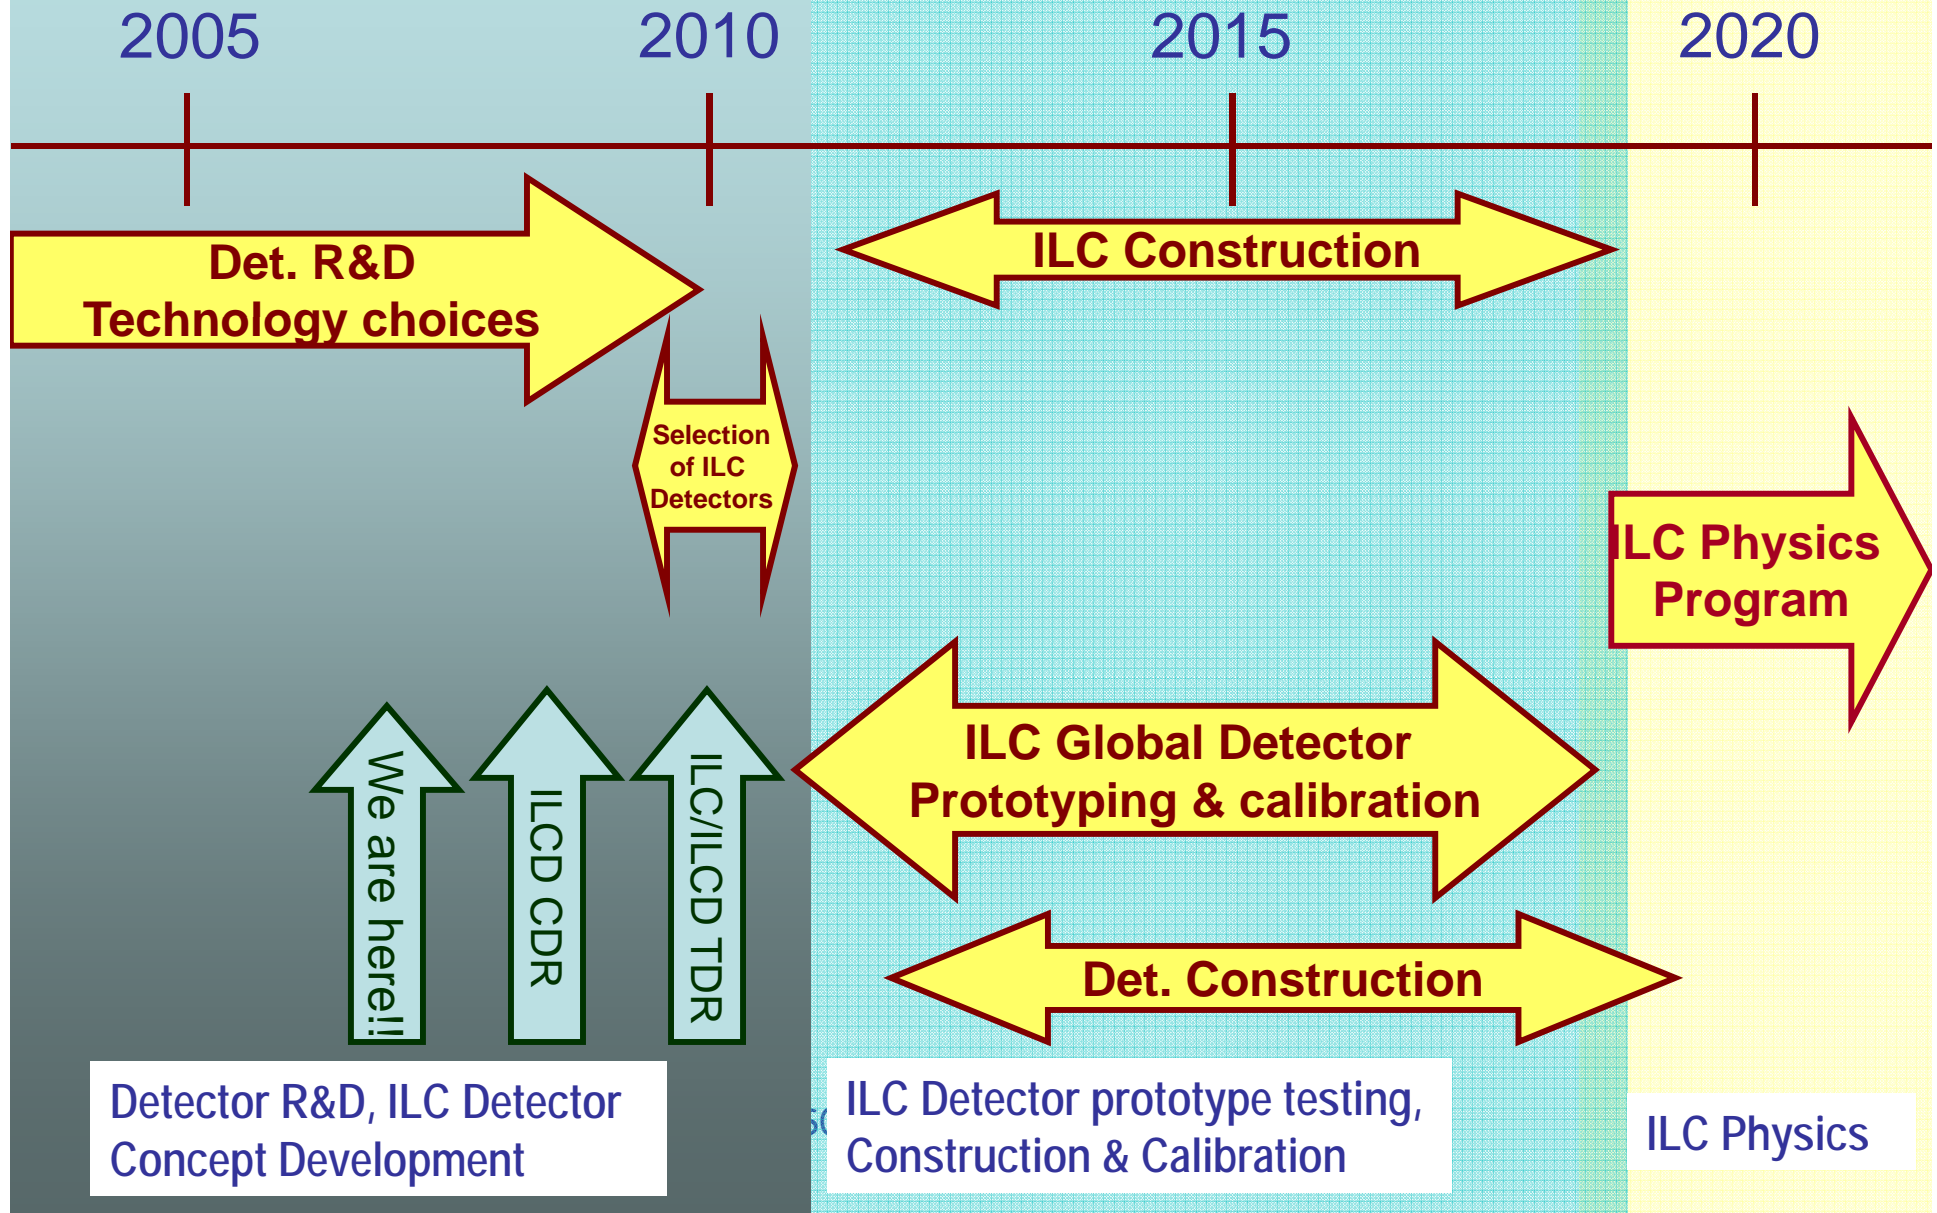 2005
2010
2015
2020
Det. R&D
Technology choices
ILC Construction
Selection
of ILC
Detectors
ILC Physics
Program
We are here!!
ILCD CDR
ILC/ILCD TDR
ILC Global Detector
Prototyping & calibration
Det. Construction
Detector R&D, ILC Detector
Concept Development
ILC Detector prototype testing,
Construction & Calibration
ILC Physics